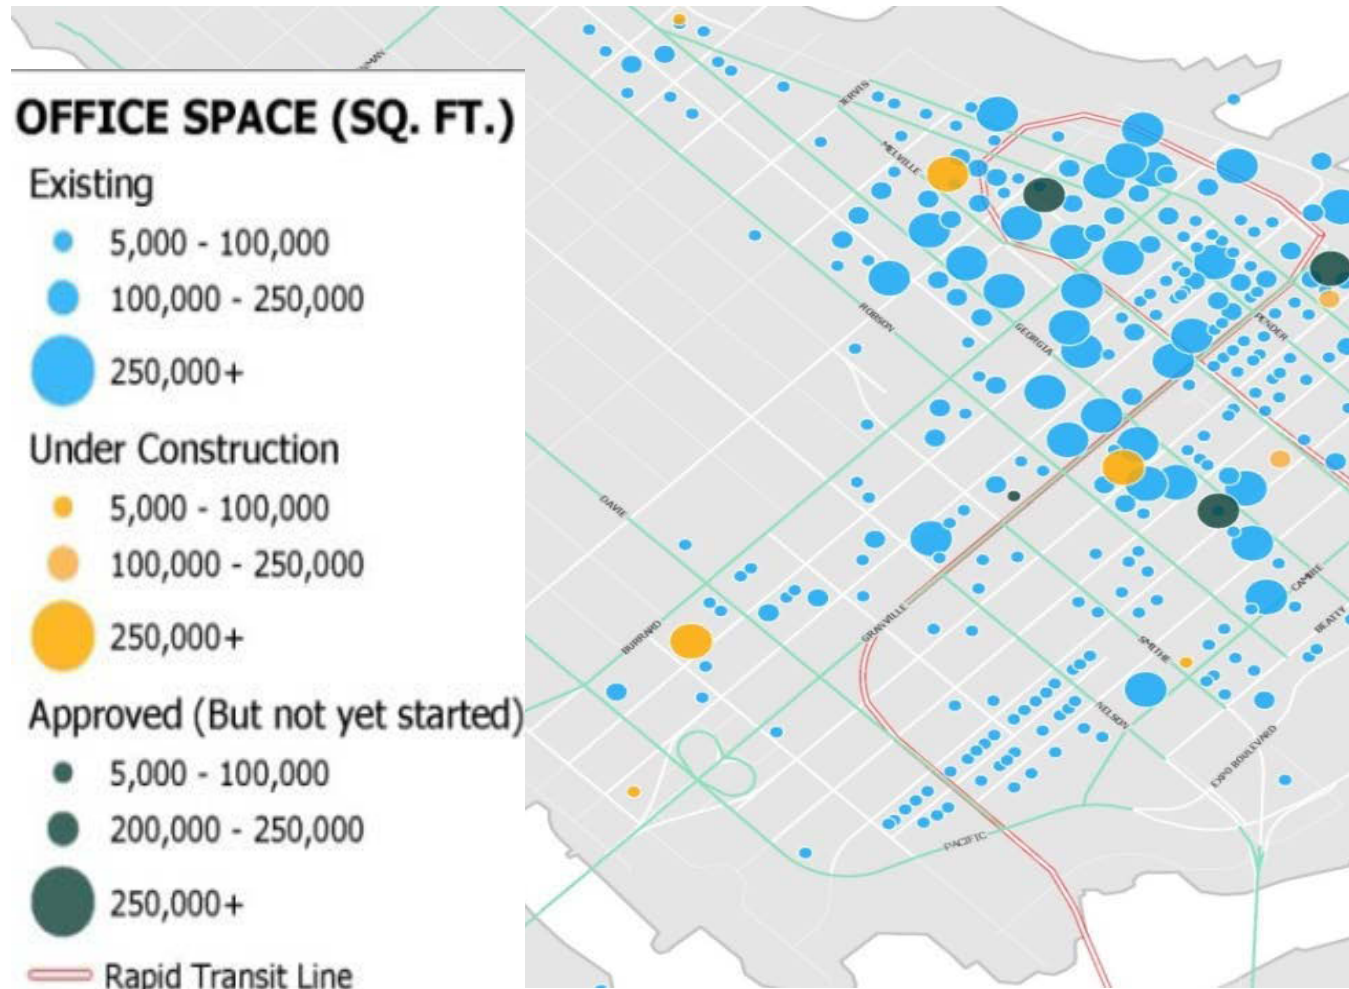 OFFICE SPACE (SQ. FT.)
Existing
5,000 - 100,000
100,000 - 250,000
250,000+
Under Construction
5,000 - 100,000
100,000 - 250,000
250,000+
Approved (But not yet started)
5,000 - 100,000
200,000 - 250,000
250,000+
Rapid Transit Line
JERVIS
MELVILLE
ROBSON
GEORGIA
PENDER
DAVIE
BURRARD
GRANVILLE
SMITHE
CAMBIE
BEATTY
NELSON
EXPO BOULEVARD
PACIFIC